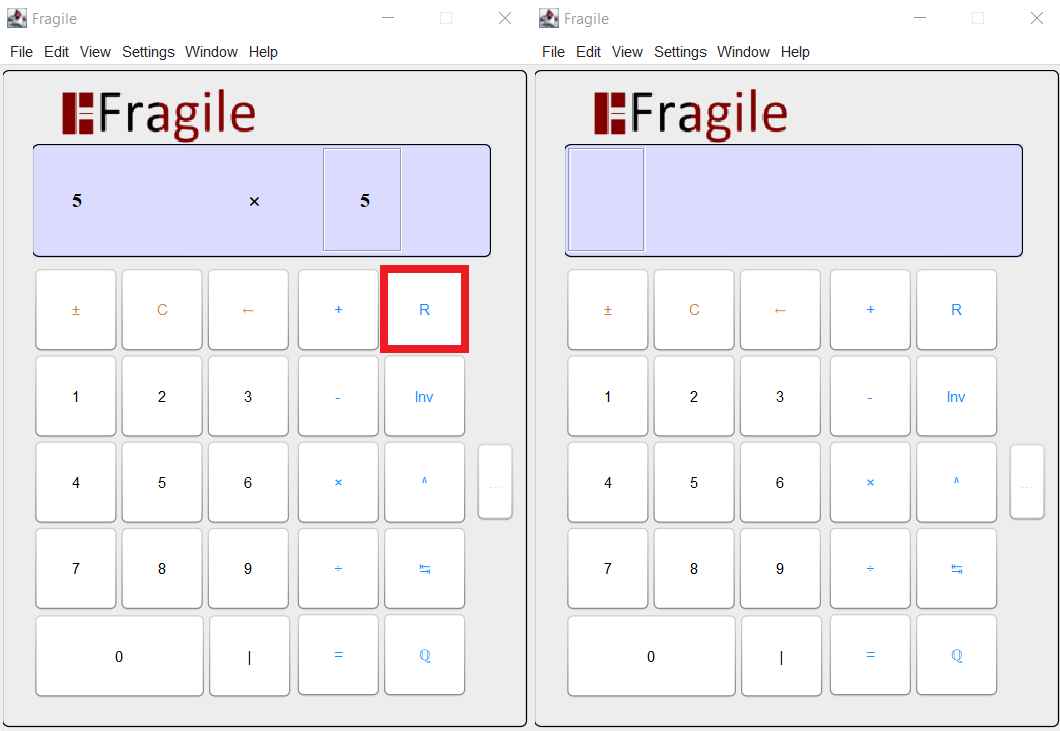 Fragile
File Edit View Settings Window Help
Fragile
5 × 5
± C ← + R
1 2 3 - Inv
4 5 6 × ^
...
7 8 9 ÷ ↹
0 | = ℚ
Fragile
File Edit View Settings Window Help
Fragile
± C ← + R
1 2 3 - Inv
4 5 6 × ^
...
7 8 9 ÷ ↹
0 | = ℚ